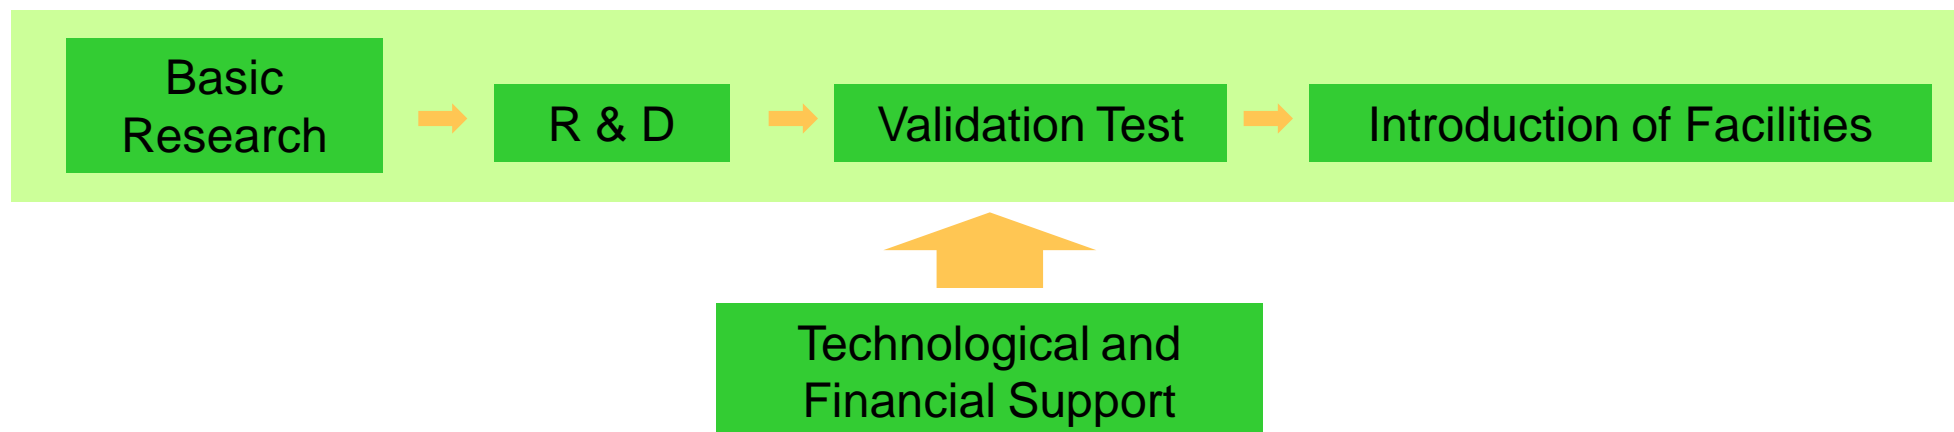 Basic
Research
R & D
Validation Test
Introduction of Facilities
Technological and
Financial Support